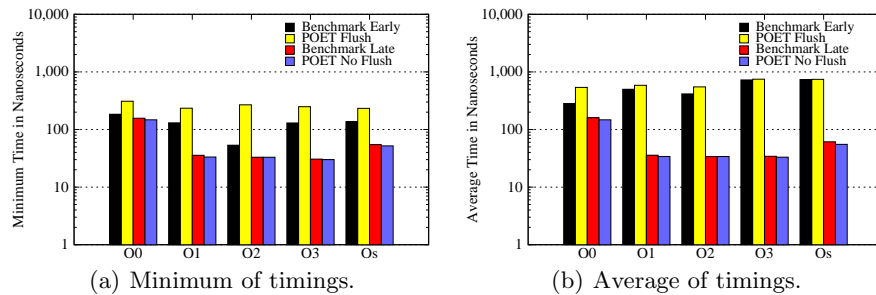 10,000
1,000
100
10
1
Minimum Time in Nanoseconds
Benchmark Early
POET Flush
Benchmark Late
POET No Flush
O0 O1 O2 O3 Os
(a) Minimum of timings.
10,000
1,000
100
10
1
Average Time in Nanoseconds
Benchmark Early
POET Flush
Benchmark Late
POET No Flush
O0 O1 O2 O3 Os
(b) Average of timings.